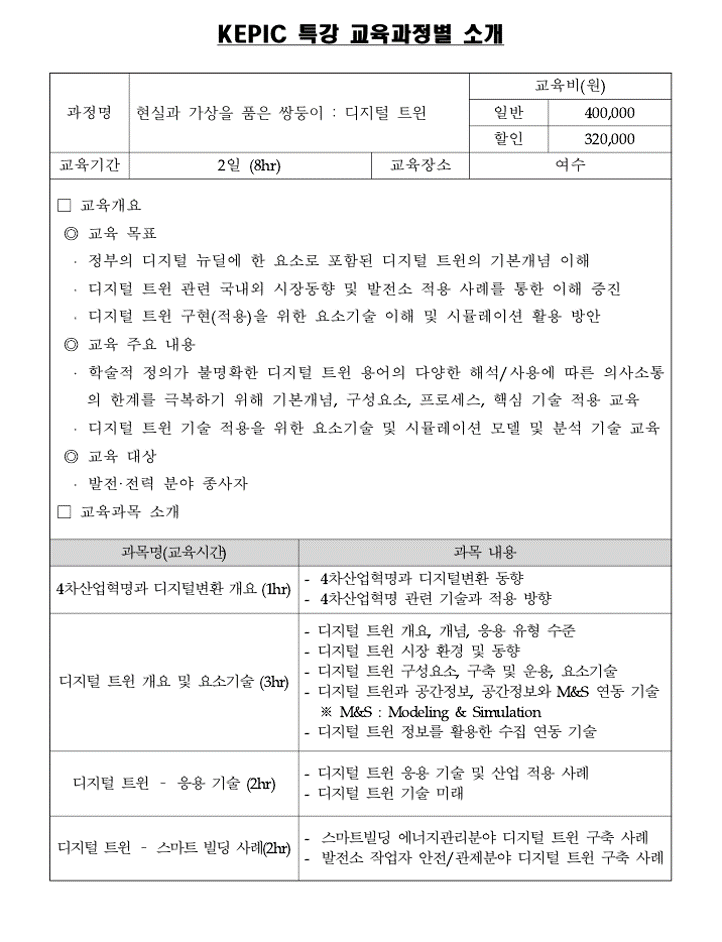 KEPIC 특강 교육과정별 소개
과정명
현실과 가상을 품은 쌍둥이 : 디지털 트윈
교육비(원)
일반
400,000
할인
320,000
교육기간
2일 (8hr)
교육장소
여수
□ 교육개요
◎ 교육 목표
· 정부의 디지털 뉴딜에 한 요소로 포함된 디지털 트윈의 기본개념 이해
· 디지털 트윈 관련 국내외 시장동향 및 발전소 적용 사례를 통한 이해 증진
· 디지털 트윈 구현(적용)을 위한 요소기술 이해 및 시뮬레이션 활용 방안
◎ 교육 주요 내용
· 학술적 정의가 불명확한 디지털 트윈 용어의 다양한 해석/사용에 따른 의사소통
의 한계를 극복하기 위해 기본개념, 구성요소, 프로세스, 핵심 기술 적용 교육
· 디지털 트윈 기술 적용을 위한 요소기술 및 시뮬레이션 모델 및 분석 기술 교육
◎ 교육 대상
· 발전·전력 분야 종사자
□ 교육과목 소개
과목명(교육시간)
과목 내용
4차산업혁명과 디지털변환 개요 (1hr)
- 4차산업혁명과 디지털변환 동향
- 4차산업혁명 관련 기술과 적용 방향
디지털 트윈 개요 및 요소기술 (3hr)
- 디지털 트윈 개요, 개념, 응용 유형 수준
- 디지털 트윈 시장 환경 및 동향
- 디지털 트윈 구성요소, 구축 및 운용, 요소기술
- 디지털 트윈과 공간정보, 공간정보와 M&S 연동 기술
※ M&S : Modeling & Simulation
- 디지털 트윈 정보를 활용한 수집 연동 기술
디지털 트윈 - 응용 기술 (2hr)
- 디지털 트윈 응용 기술 및 산업 적용 사례
- 디지털 트윈 기술 미래
디지털 트윈 - 스마트 빌딩 사례(2hr)
- 스마트빌딩 에너지관리분야 디지털 트윈 구축 사례
- 발전소 작업자 안전/관제분야 디지털 트윈 구축 사례